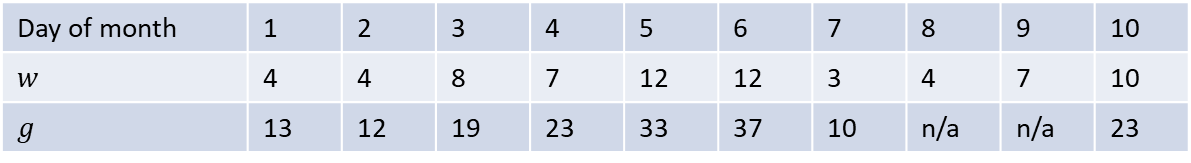 Day of month 1 2 3 4 5 6 7 8 9 10
w 4 4 8 7 12 12 3 4 7 10
g 13 12 19 23 33 37 10 n/a n/a 23